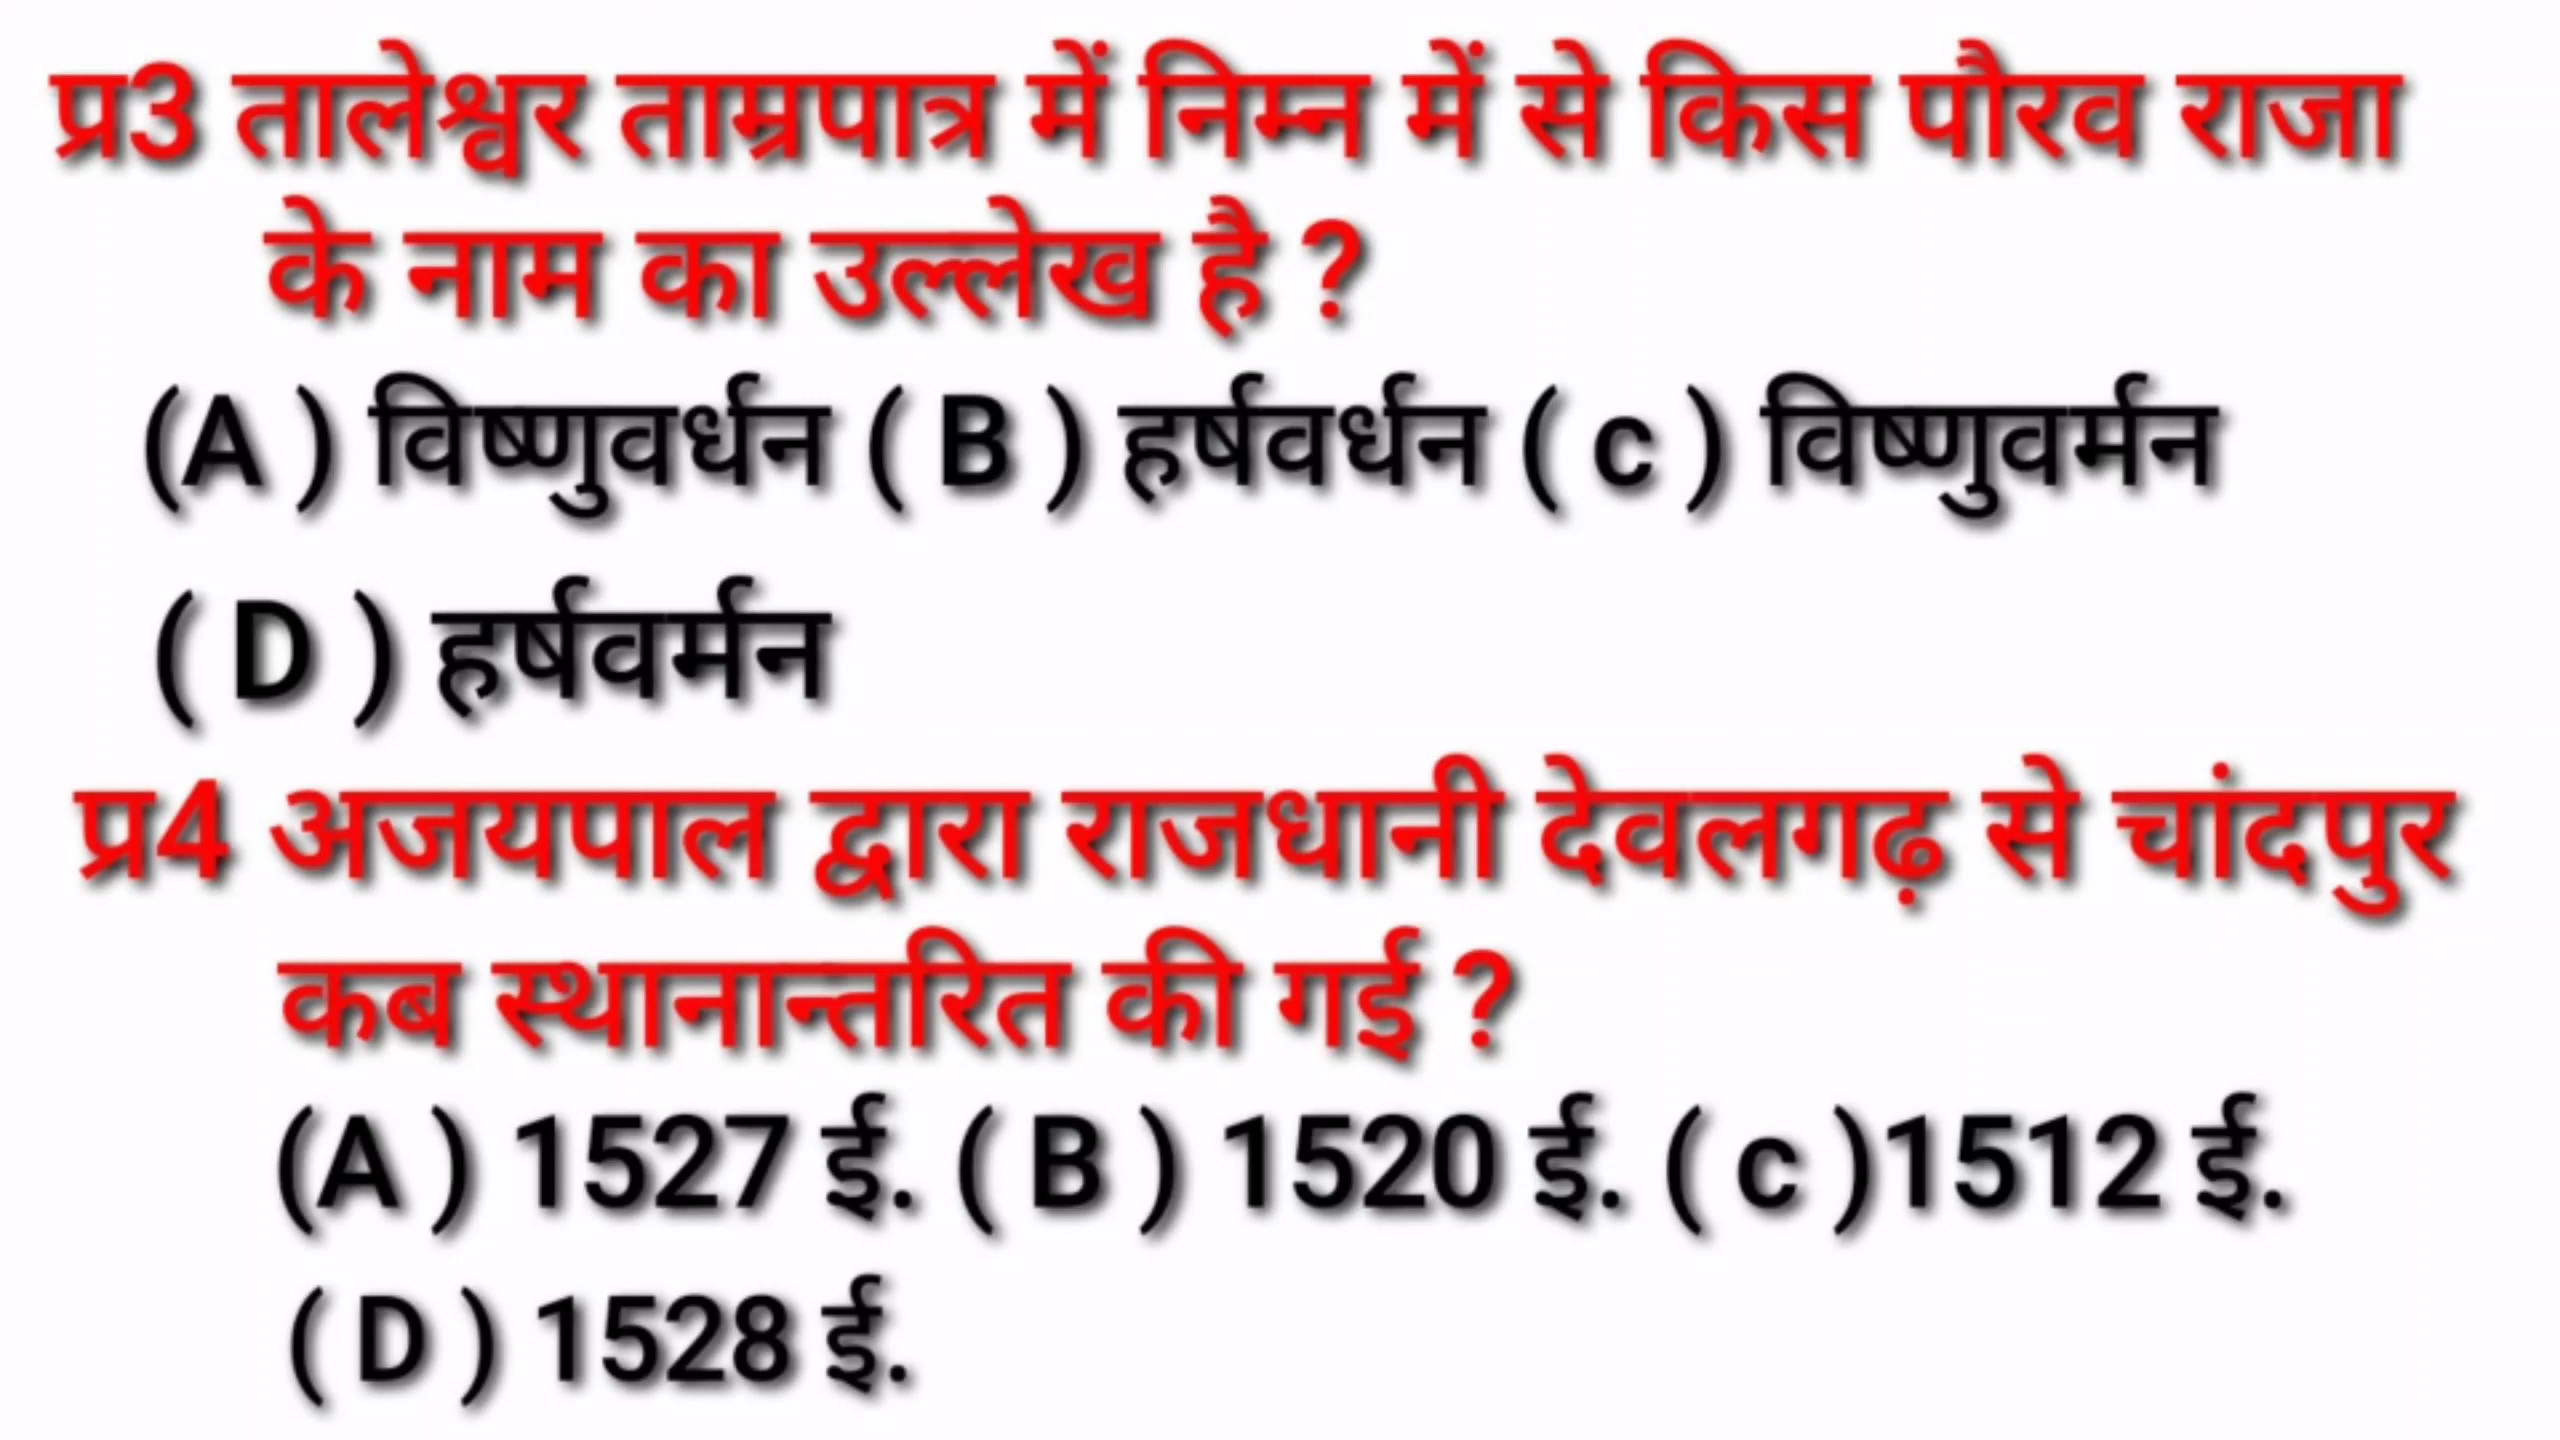 प्र3 तालेश्वर ताम्रपात्र में निम्न में से किस पौरव राजा
के नाम का उल्लेख है ?
(A ) विष्णुवर्धन ( B ) हर्षवर्धन ( c ) विष्णुवर्मन
( D ) हर्षवर्मन
प्र4 अजयपाल द्वारा राजधानी देवलगढ़ से चांदपुर
कब स्थानान्तरित की गई ?
(A ) 1527 ई. ( B ) 1520 ई. ( c )1512 ई.
( D ) 1528 ई.